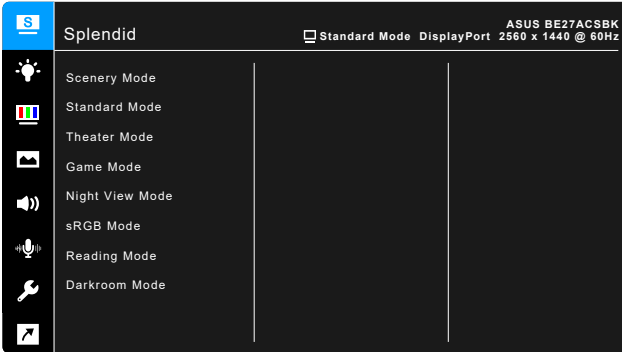 S
ASUS BE27ACSBK
Splendid
Standard Mode DisplayPort 2560 x 1440 @ 60Hz
Scenery Mode
Standard Mode
Theater Mode
Game Mode
Night View Mode
sRGB Mode
Reading Mode
Darkroom Mode